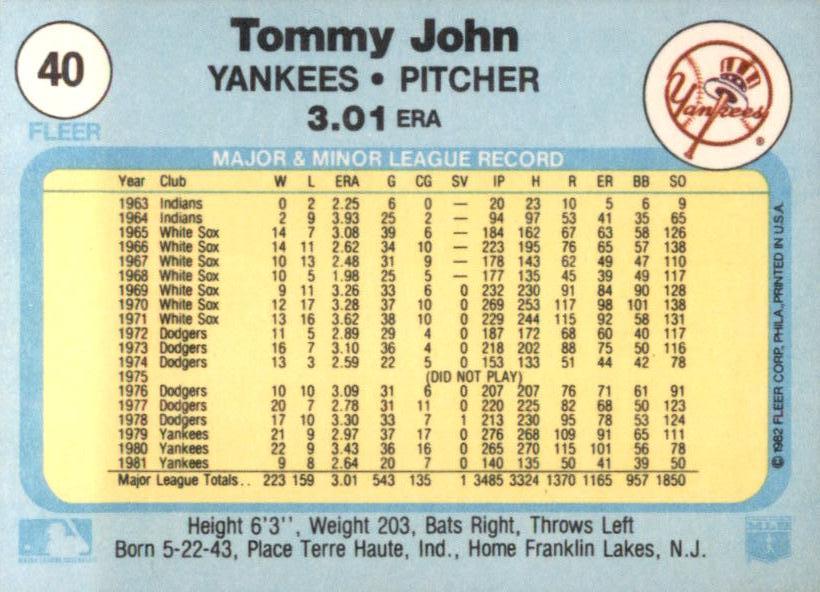 40
FLEER
Tommy John
YANKEES • PITCHER
3.01 ERA
Yankees
®
MAJOR & MINOR LEAGUE RECORD
Year Club W L ERA G CG SV IP H R ER BB SO
1963 Indians 0 2 2.25 6 0 — 20 23 10 5 6 9
1964 Indians 2 9 3.93 25 2 — 94 97 53 41 35 65
1965 White Sox 14 7 3.08 39 6 — 184 162 67 63 58 126
1966 White Sox 14 11 2.62 34 10 — 223 195 76 65 57 138
1967 White Sox 10 13 2.48 31 9 — 178 143 62 49 47 110
1968 White Sox 10 5 1.98 25 5 — 177 135 45 39 49 117
1969 White Sox 9 11 3.26 33 6 0 232 230 91 84 90 128
1970 White Sox 12 17 3.28 37 10 0 269 253 117 98 101 138
1971 White Sox 13 16 3.62 38 10 0 229 244 115 92 58 131
1972 Dodgers 11 5 2.89 29 4 0 187 172 68 60 40 117
1973 Dodgers 16 7 3.10 36 4 0 218 202 88 75 50 116
1974 Dodgers 13 3 2.59 22 5 0 153 133 51 44 42 78
1975 (DID NOT PLAY)
1976 Dodgers 10 10 3.09 31 6 0 207 207 76 71 61 91
1977 Dodgers 20 7 2.78 31 11 0 220 225 82 68 50 123
1978 Dodgers 17 10 3.30 33 7 1 213 230 95 78 53 124
1979 Yankees 21 9 2.97 37 17 0 276 268 109 91 65 111
1980 Yankees 22 9 3.43 36 16 0 265 270 115 101 56 78
1981 Yankees 9 8 2.64 20 7 0 140 135 50 41 39 50
Major League Totals . . 223 159 3.01 543 135 1 3485 3324 1370 1165 957 1850
© 1982 FLEER CORP., PHILA., PRINTED IN U.S.A.
Height 6'3'', Weight 203, Bats Right, Throws Left
Born 5-22-43, Place Terre Haute, Ind., Home Franklin Lakes, N.J.